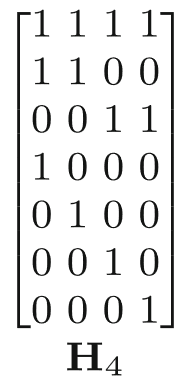 1 1 1 1
1 1 0 0
0 0 1 1
1 0 0 0
0 1 0 0
0 0 1 0
0 0 0 1
H₄